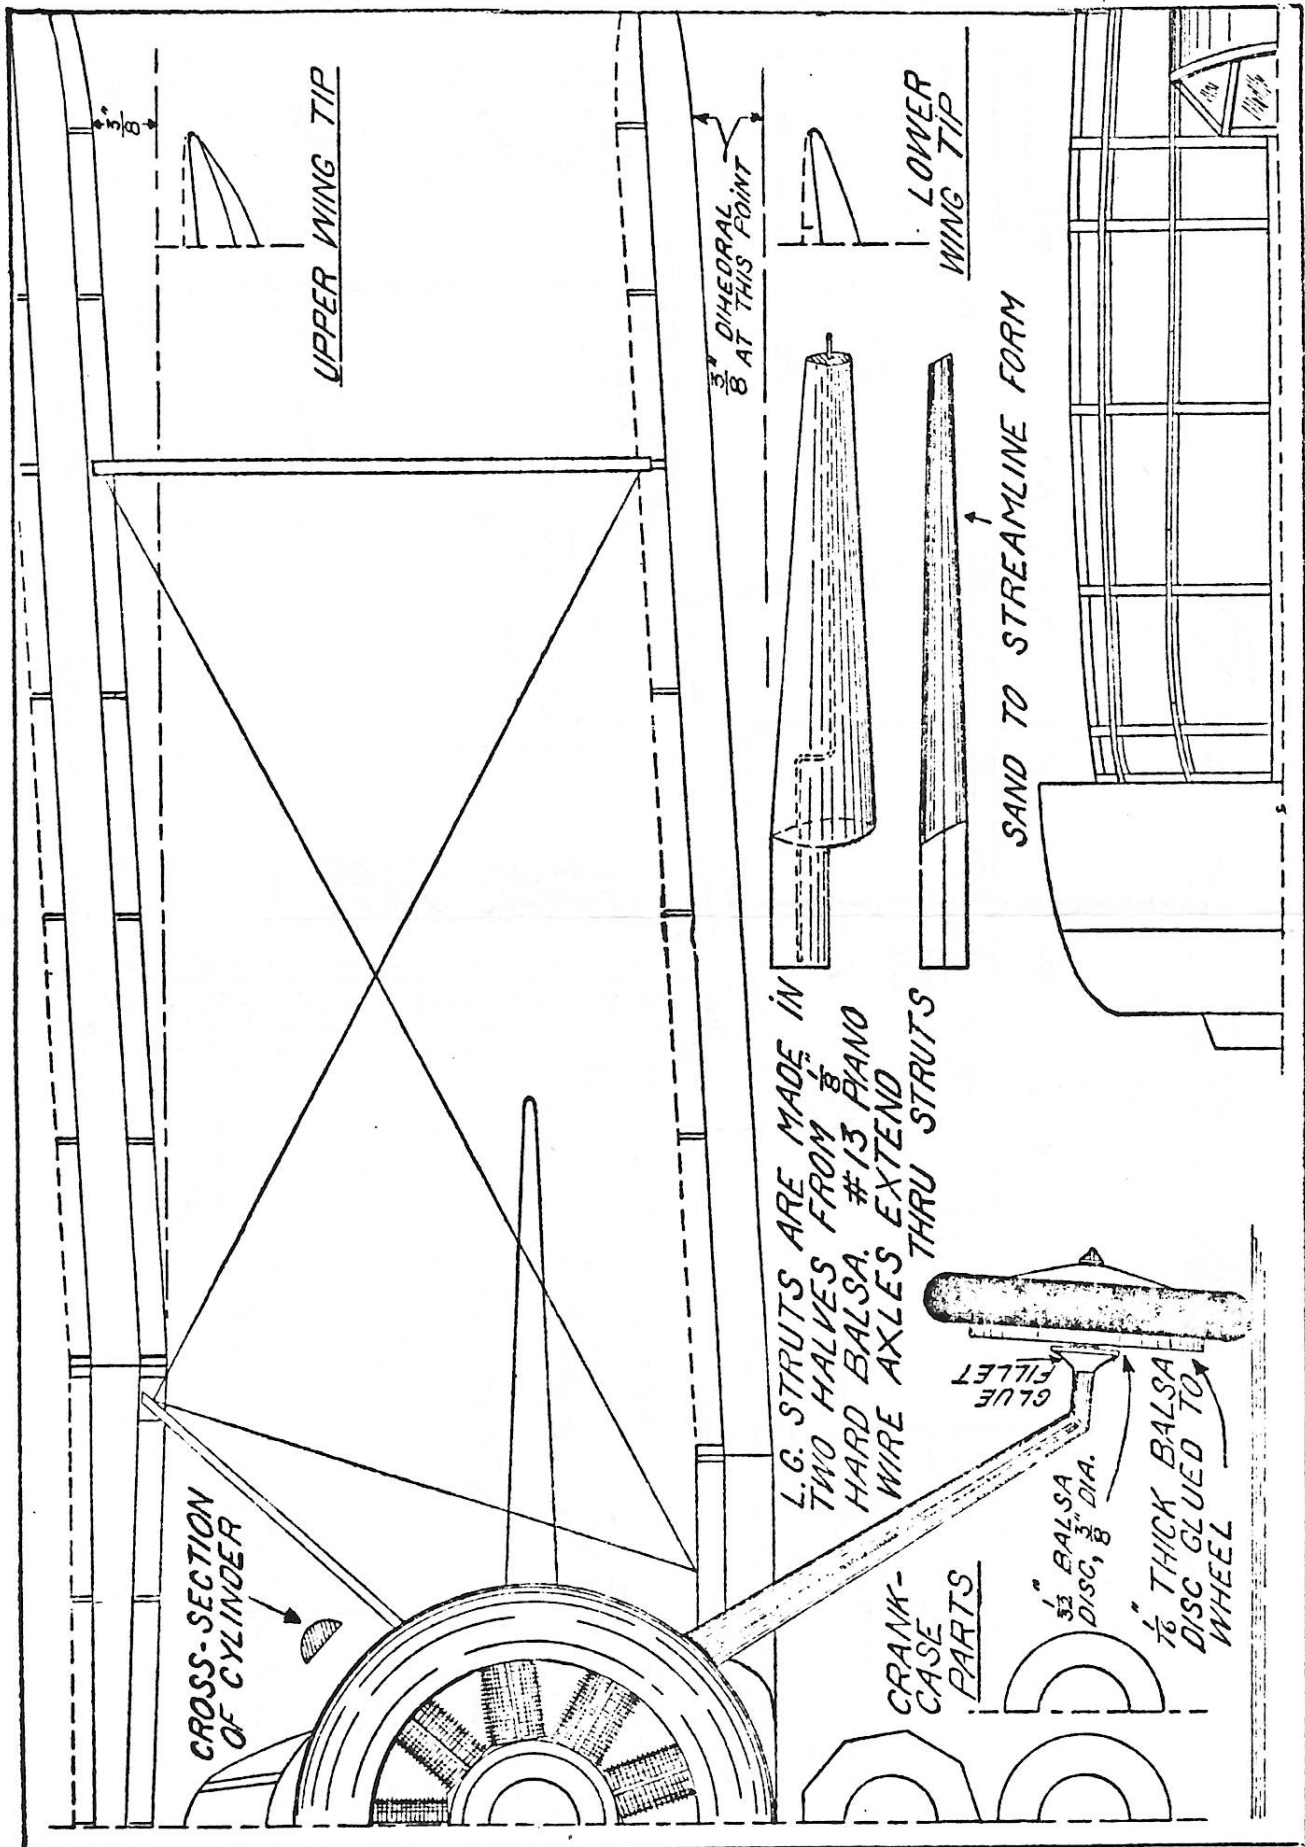 3/8"
UPPER WING TIP
3/8" DIHEDRAL
AT THIS POINT
LOWER
WING TIP
SAND TO STREAMLINE FORM
L.G. STRUTS ARE MADE IN
TWO HALVES FROM 1/8"
HARD BALSA. #13 PIANO
WIRE AXLES EXTEND
THRU STRUTS
CROSS-SECTION
OF CYLINDER
GLUE
FILLET
CRANK-
CASE
PARTS
1/32" BALSA
DISC, 3/8" DIA.
1/16" THICK BALSA
DISC GLUED TO
WHEEL